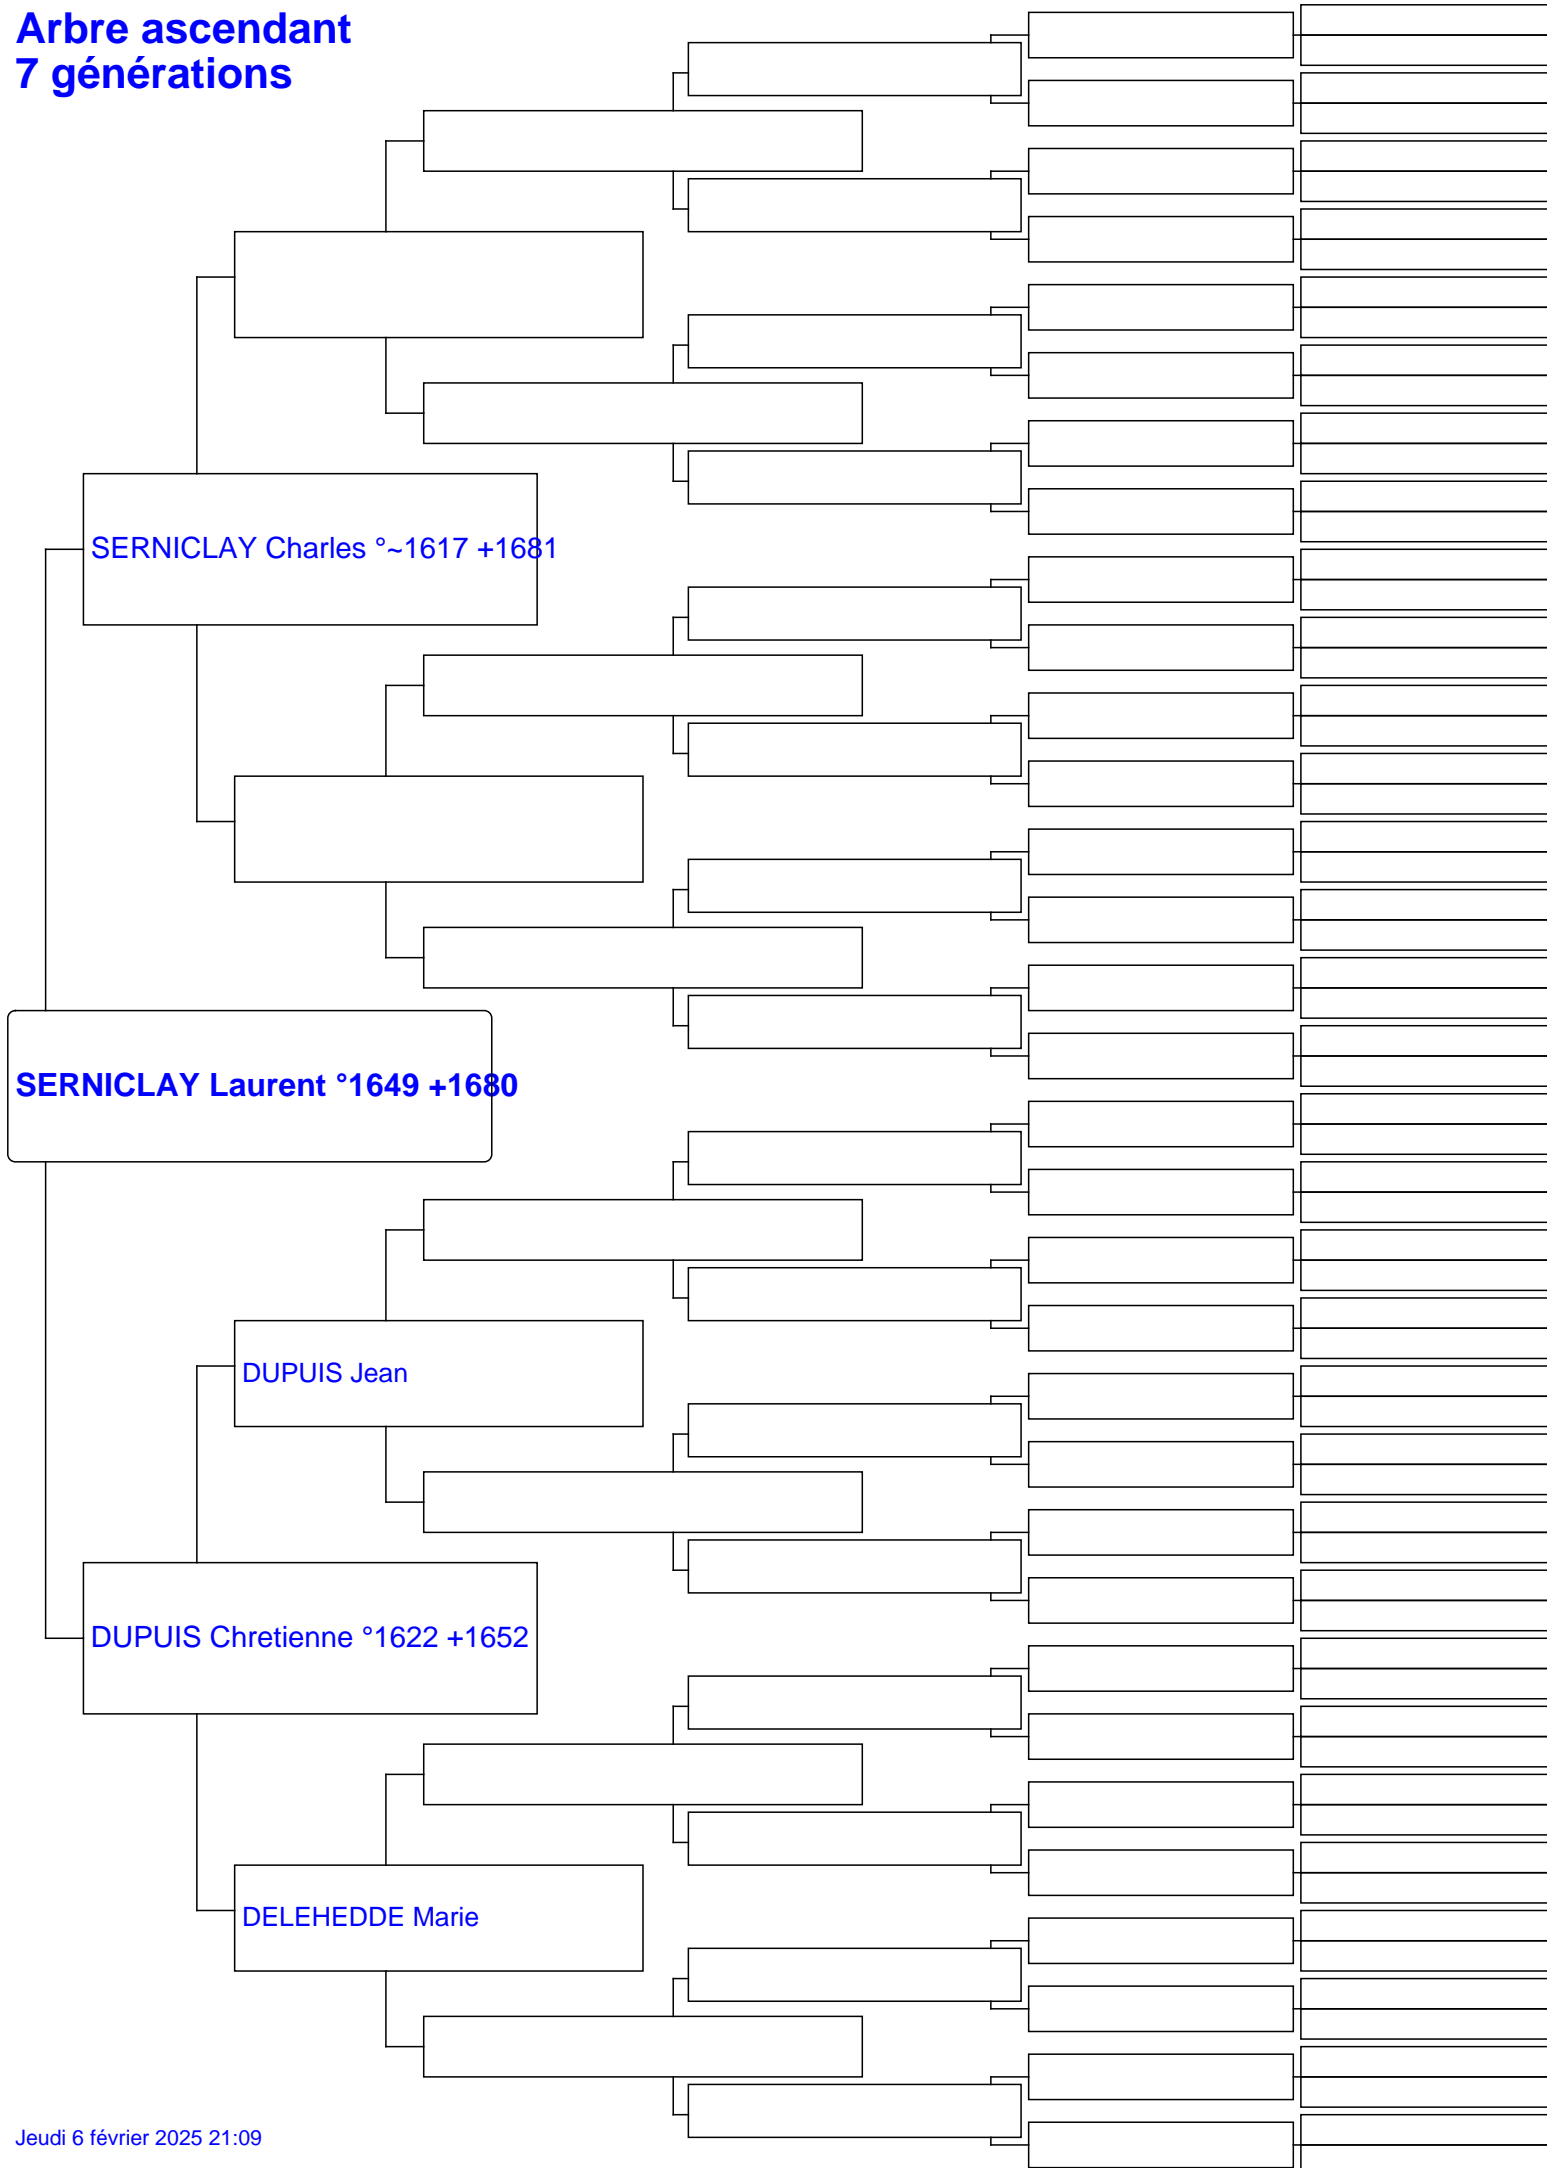 Arbre ascendant
7 générations
SERNICLAY Charles °~1617 +1681
SERNICLAY Laurent °1649 +1680
DUPUIS Jean
DUPUIS Chretienne °1622 +1652
DELEHEDDE Marie
Jeudi 6 février 2025 21:09